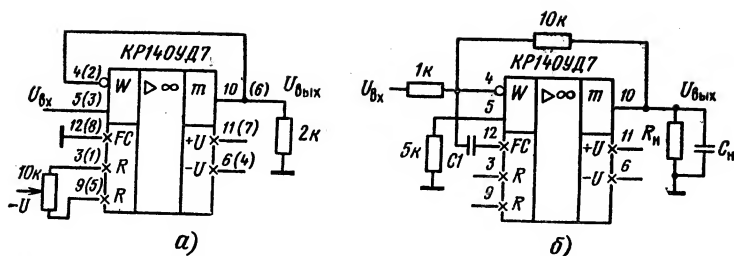 КР140УД7
4(2)
W
▷∞
m
10
(6)
Uвых
Uвх
5(3)
12(8)
FC
+U
11(7)
2к
3(1)
R
-U
6(4)
10к
9(5)
R
-U
а)
10к
КР140УД7
1к
Uвх
4
W
▷∞
m
10
Uвых
5
12
FC
+U
11
Rн
Cн
5к
C1
3
R
-U
6
9
R
б)